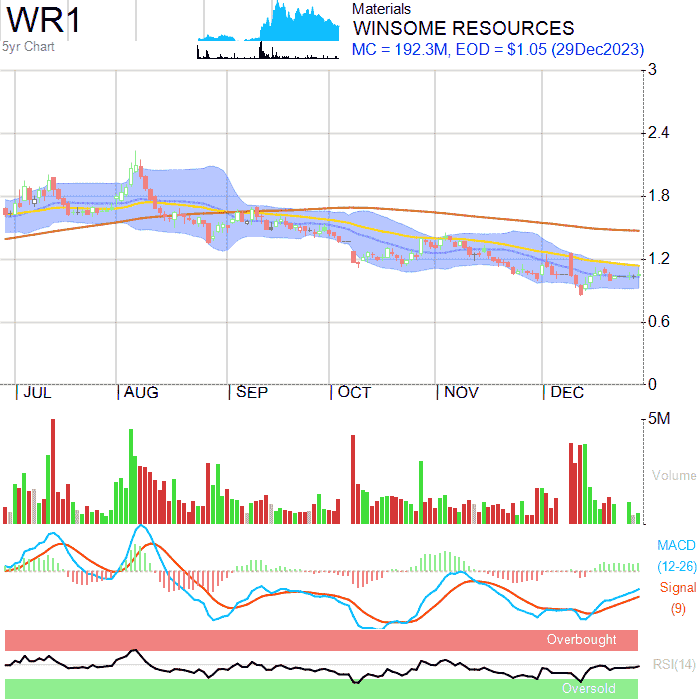 WR1
5yr Chart
Materials
WINSOME RESOURCES
MC = 192.3M, EOD = $1.05 (29Dec2023)
3
2.4
1.8
1.2
0.6
0
JUL AUG SEP OCT NOV DEC
5M
Volume
MACD
(12-26)
Signal
(9)
Overbought
RSI(14)
Oversold